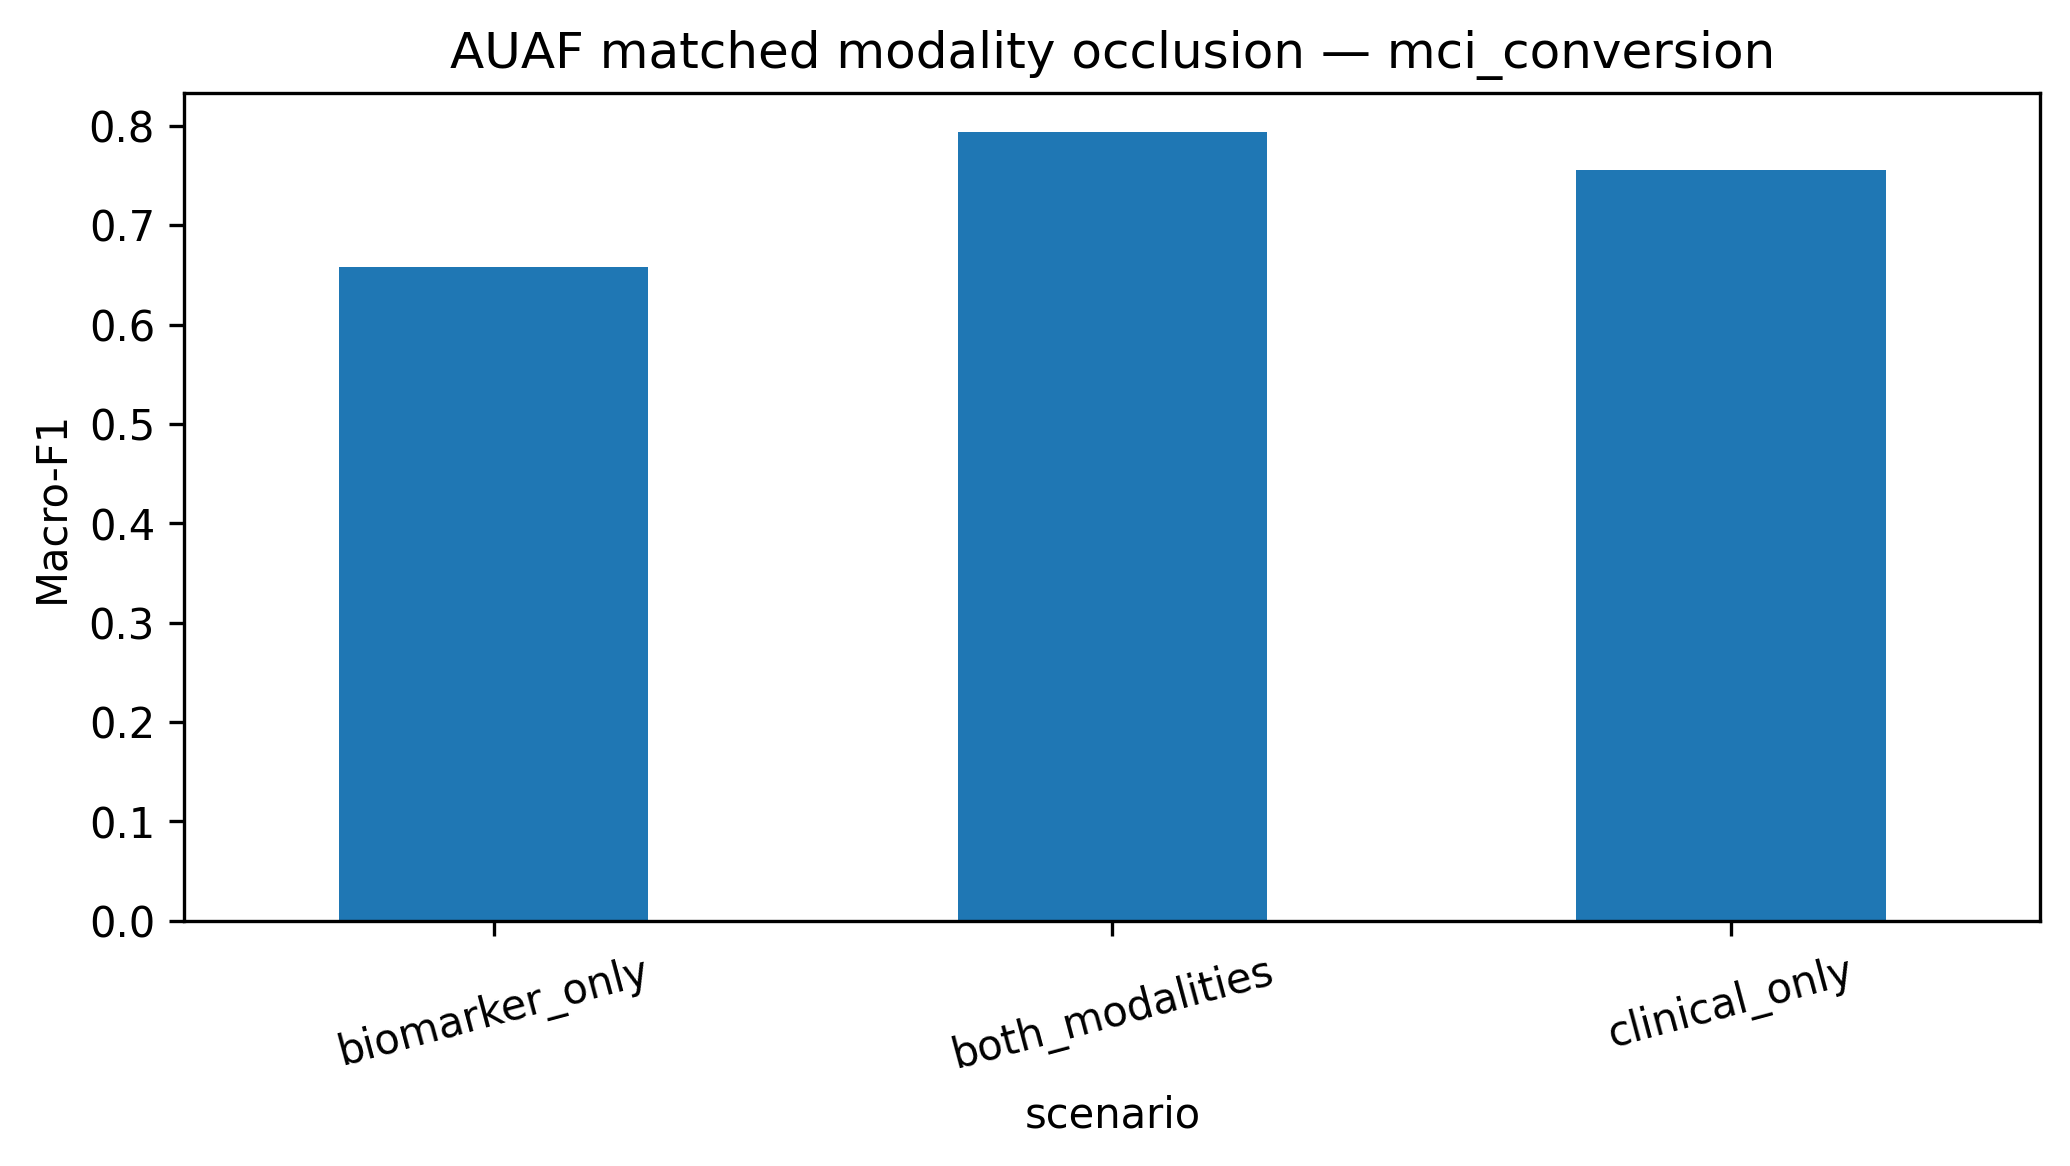 AUAF matched modality occlusion — mci_conversion
Macro-F1
0.8
0.7
0.6
0.5
0.4
0.3
0.2
0.1
0.0
biomarker_only
both_modalities
clinical_only
scenario